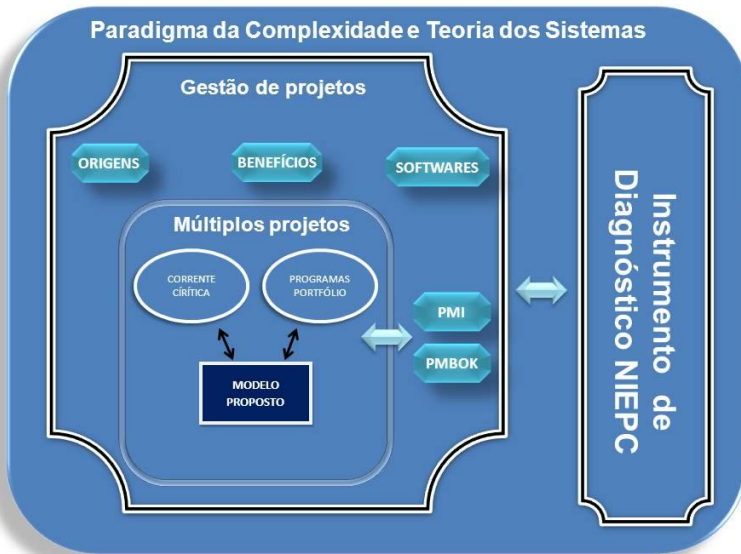 Paradigma da Complexidade e Teoria dos Sistemas
Gestão de projetos
ORIGENS
BENEFÍCIOS
SOFTWARES
Múltiplos projetos
CORRENTE
CÍRITICA
PROGRAMAS
PORTFÓLIO
MODELO
PROPOSTO
PMI
PMBOK
Instrumento de
Diagnóstico NIEPC